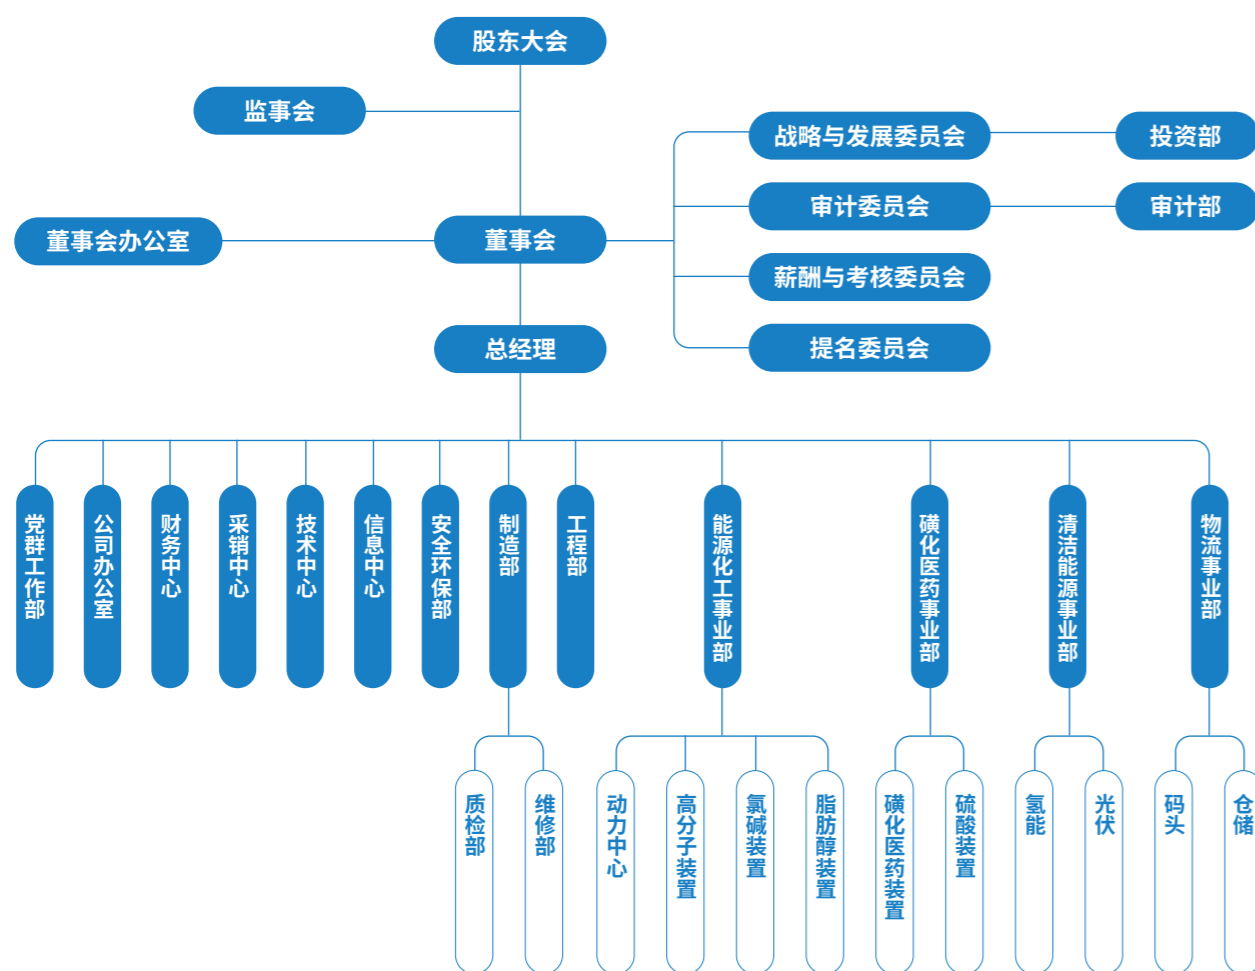 股东大会
监事会
战略与发展委员会
投资部
审计委员会
审计部
董事会办公室
董事会
薪酬与考核委员会
总经理
提名委员会
党群工作部
公司办公室
财务中心
采销中心
技术中心
信息中心
安全环保部
制造部
工程部
能源化工事业部
磺化医药事业部
清洁能源事业部
物流事业部
质检部
维修部
动力中心
高分子装置
氯碱装置
脂肪醇装置
磺化医药装置
硫酸装置
氢能
光伏
码头
仓储